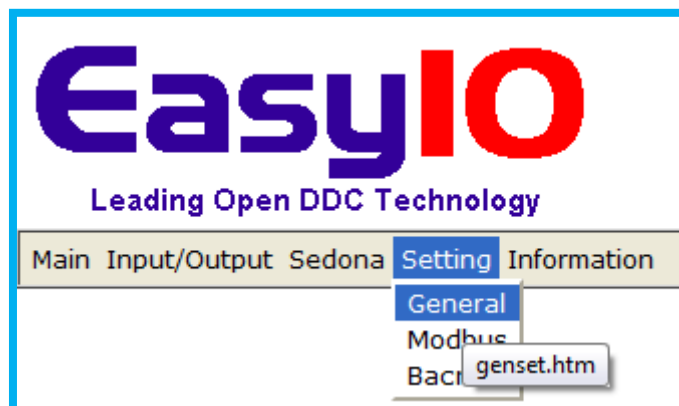 EasyIO
Leading Open DDC Technology
Main Input/Output Sedona Setting Information
General
Modbus
genset.htm